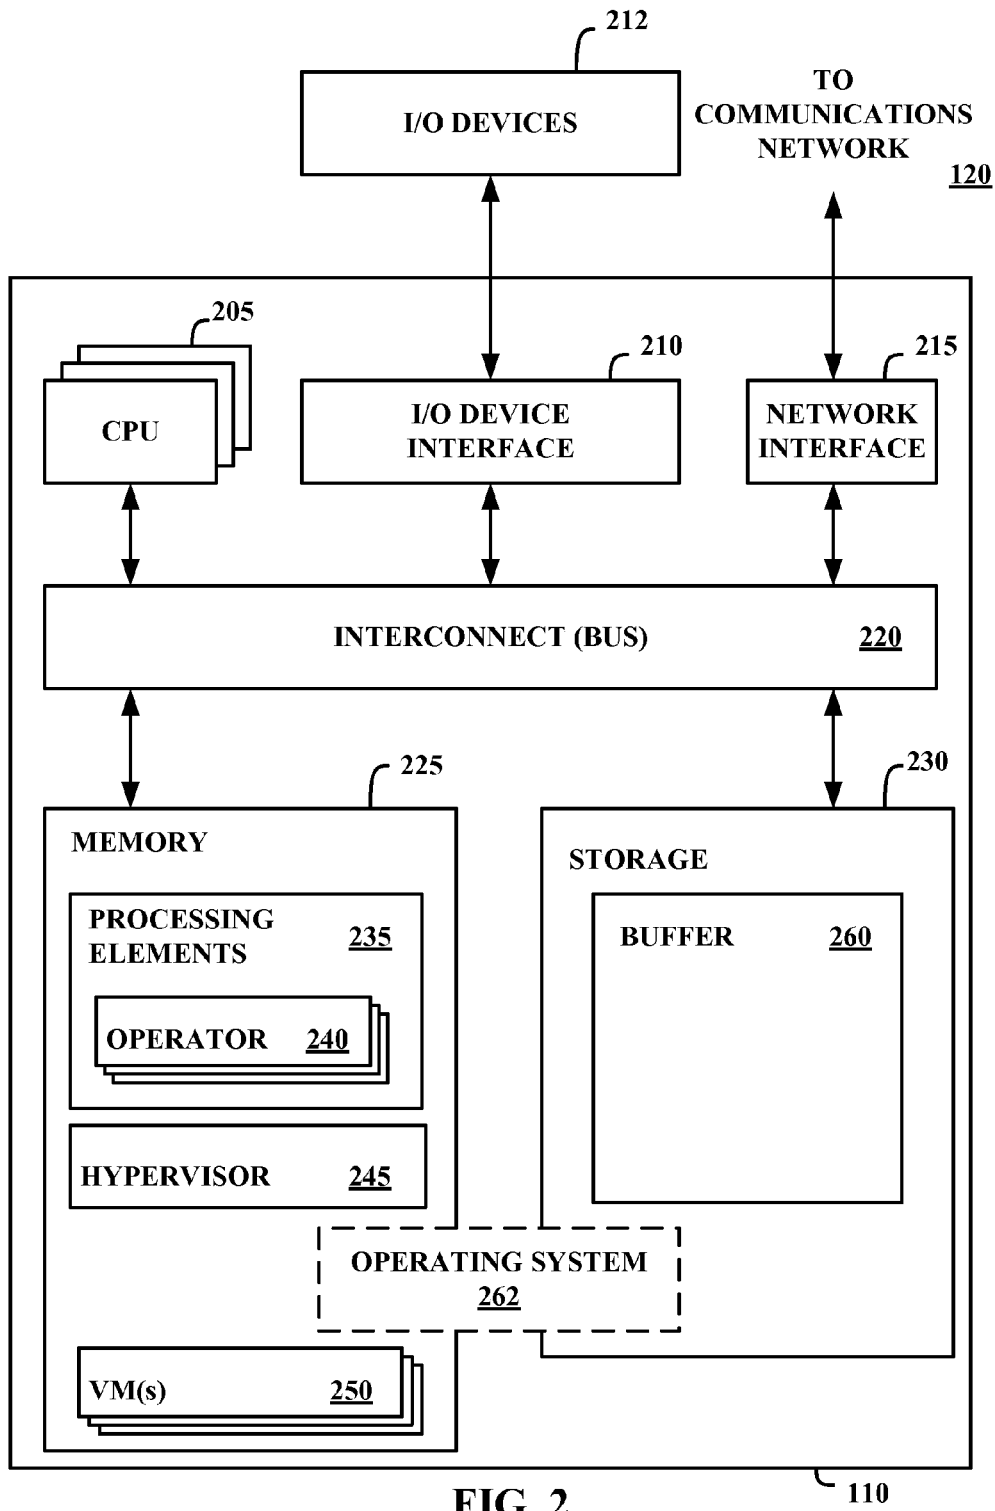 212
I/O DEVICES
TO
COMMUNICATIONS
NETWORK
120
205
CPU
210
I/O DEVICE
INTERFACE
215
NETWORK
INTERFACE
INTERCONNECT (BUS) 220
225
MEMORY
PROCESSING
ELEMENTS 235
OPERATOR 240
HYPERVISOR 245
230
STORAGE
BUFFER 260
OPERATING SYSTEM
262
VM(s) 250
110
FIG. 2